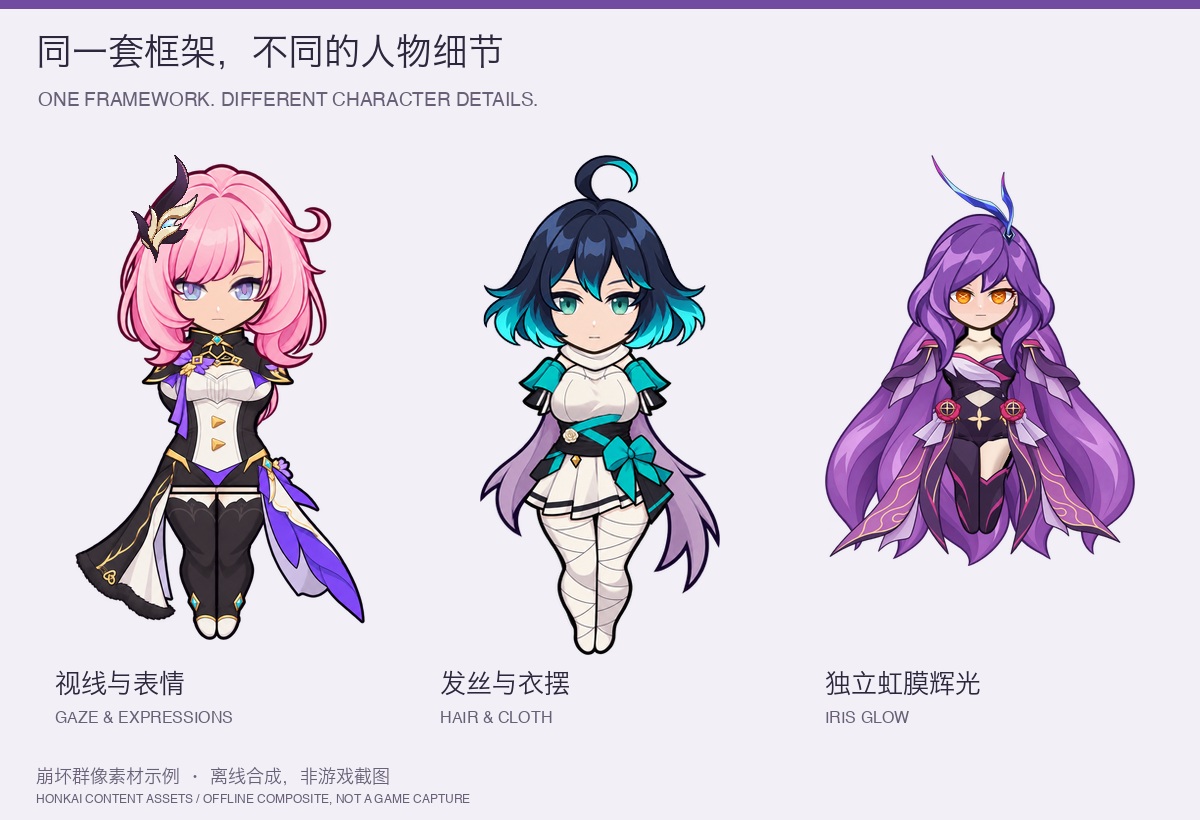 同一套框架，不同的人物细节
ONE FRAMEWORK. DIFFERENT CHARACTER DETAILS.
视线与表情
GAZE & EXPRESSIONS
发丝与衣摆
HAIR & CLOTH
独立虹膜辉光
IRIS GLOW
崩坏群像素材示例 · 离线合成，非游戏截图
HONKAI CONTENT ASSETS / OFFLINE COMPOSITE, NOT A GAME CAPTURE